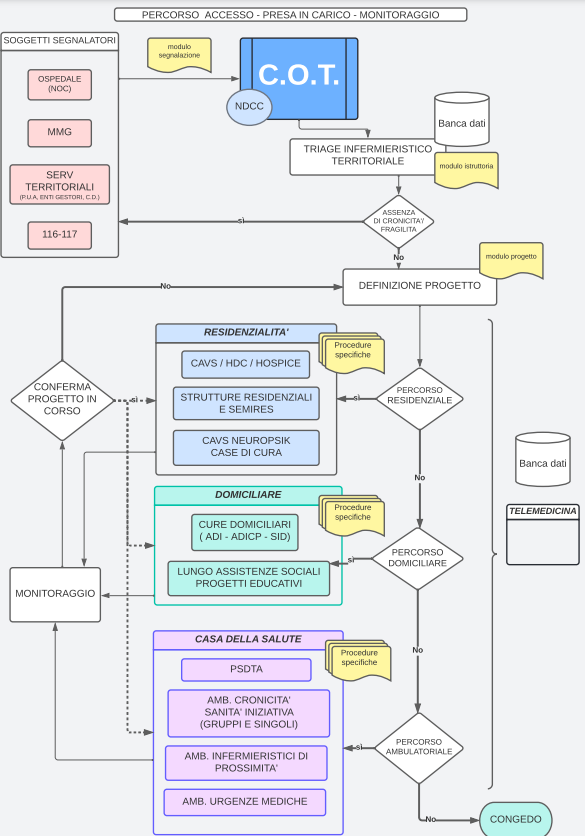 PERCORSO ACCESSO - PRESA IN CARICO - MONITORAGGIO
SOGGETTI SEGNALATORI
OSPEDALE
(NOC)
MMG
SERV
TERRITORIALI
(P.U.A, ENTI GESTORI, C.D.)
116-117
modulo
segnalazione
C.O.T.
NDCC
Banca dati
TRIAGE INFERMIERISTICO
TERRITORIALE
modulo istruttoria
ASSENZA
DI CRONICITA'/
FRAGILITA
sì
No
modulo progetto
DEFINIZIONE PROGETTO
No
RESIDENZIALITA'
CAVS / HDC / HOSPICE
STRUTTURE RESIDENZIALI
E SEMIRES
CAVS NEUROPSIK
CASE DI CURA
Procedure
specifiche
PERCORSO
RESIDENZIALE
sì
No
CONFERMA
PROGETTO IN
CORSO
sì
Banca dati
TELEMEDICINA
DOMICILIARE
CURE DOMICILIARI
( ADI - ADICP - SID)
LUNGO ASSISTENZE SOCIALI
PROGETTI EDUCATIVI
Procedure
specifiche
PERCORSO
DOMICILIARE
sì
No
MONITORAGGIO
CASA DELLA SALUTE
PSDTA
AMB. CRONICITA'
SANITA' INIZIATIVA
(GRUPPI E SINGOLI)
AMB. INFERMIERISTICI DI
PROSSIMITA'
AMB. URGENZE MEDICHE
Procedure
specifiche
PERCORSO
AMBULATORIALE
sì
No
CONGEDO